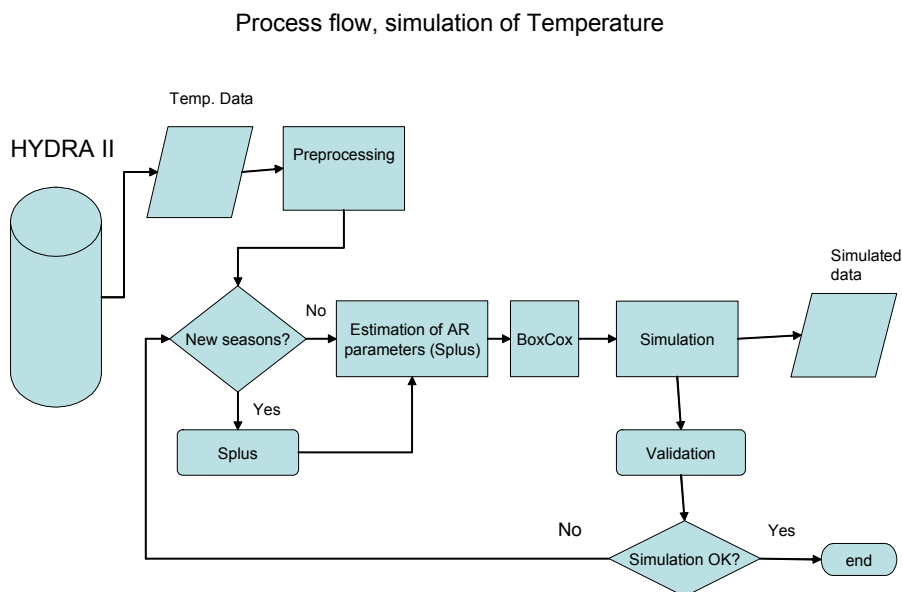 Process flow, simulation of Temperature
Temp. Data
HYDRA II
Preprocessing
Simulated
data
New seasons?
No
Estimation of AR
parameters (Splus)
BoxCox
Simulation
Yes
Splus
Validation
No
Simulation OK?
Yes
end